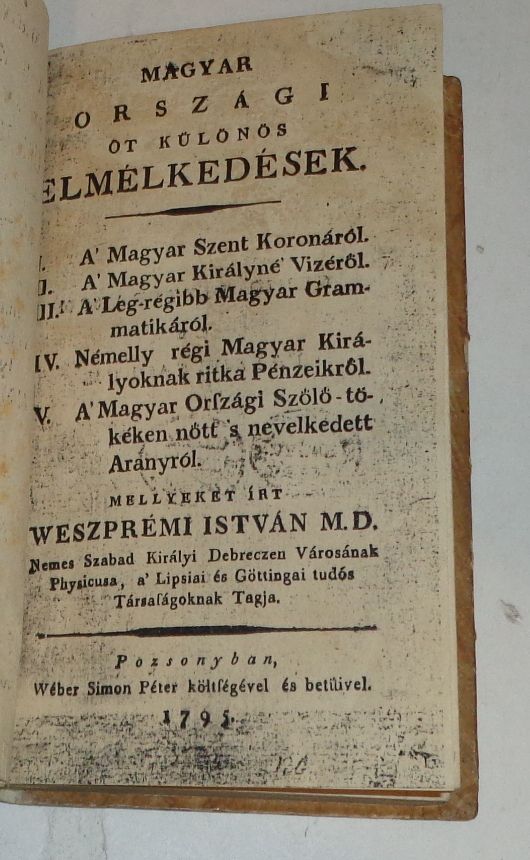 MAGYAR
ORSZÁGI
ÖT KÜLÖNÖS
ELMÉLKEDÉSEK.
I. A' Magyar Szent Koronáról.
II. A' Magyar Királyné' Vizéről.
III. A' Leg-régibb Magyar Gram-
matikáról.
IV. Némelly régi Magyar Kirá-
lyoknak ritka Pénzeikről.
V. A' Magyar Orſzági Szölö-tö-
kéken nött 's nevelkedett
Arányról.
MELLYEKET ÍRT
WESZPRÉMI ISTVÁN M.D.
Nemes Szabad Királyi Debreczen Városának
Physicusa, a' Lipsiai és Göttingai tudós
Társaſágoknak Tagja.
Pozsonyban,
Wéber Simon Péter költſégével és betűivel.
1795.